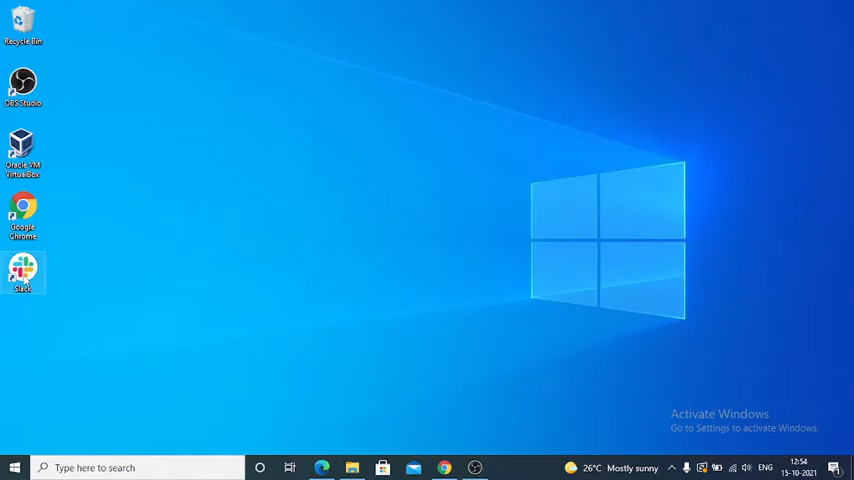 Recycle Bin
OBS Studio
Oracle VM
VirtualBox
Google
Chrome
Slack
Activate Windows
Go to Settings to activate Windows.
Type here to search
26°C Mostly sunny
ENG
12:54
15-10-2021
1